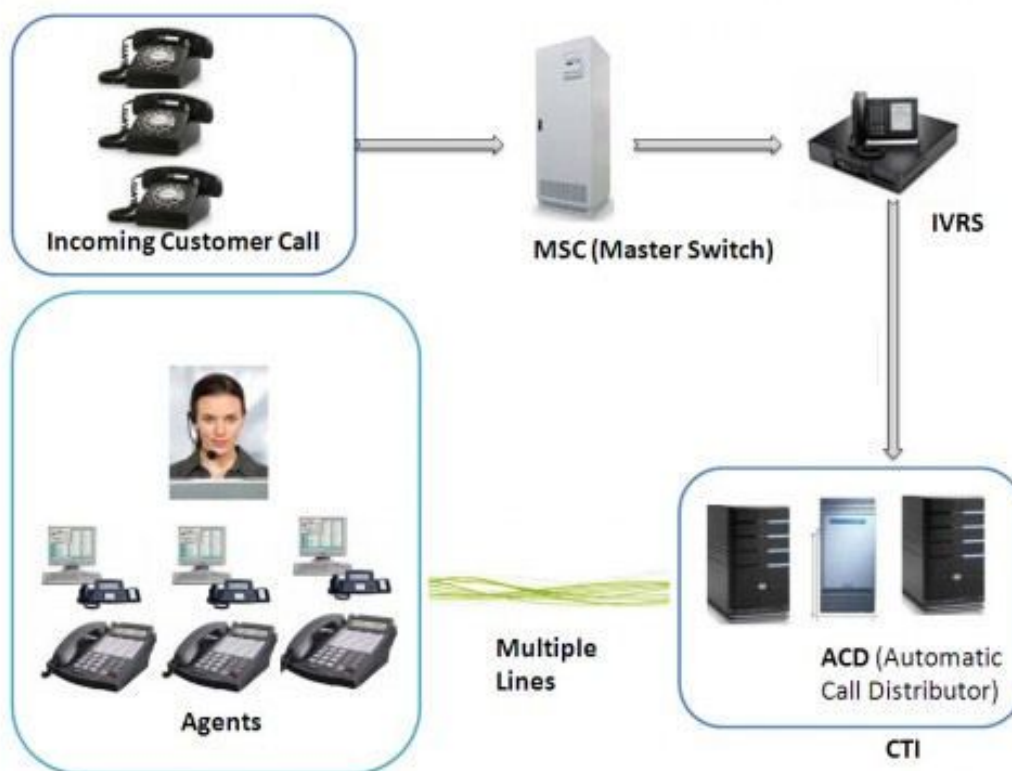 Incoming Customer Call
MSC (Master Switch)
IVRS
Multiple
Lines
Agents
ACD (Automatic
Call Distributor)
CTI